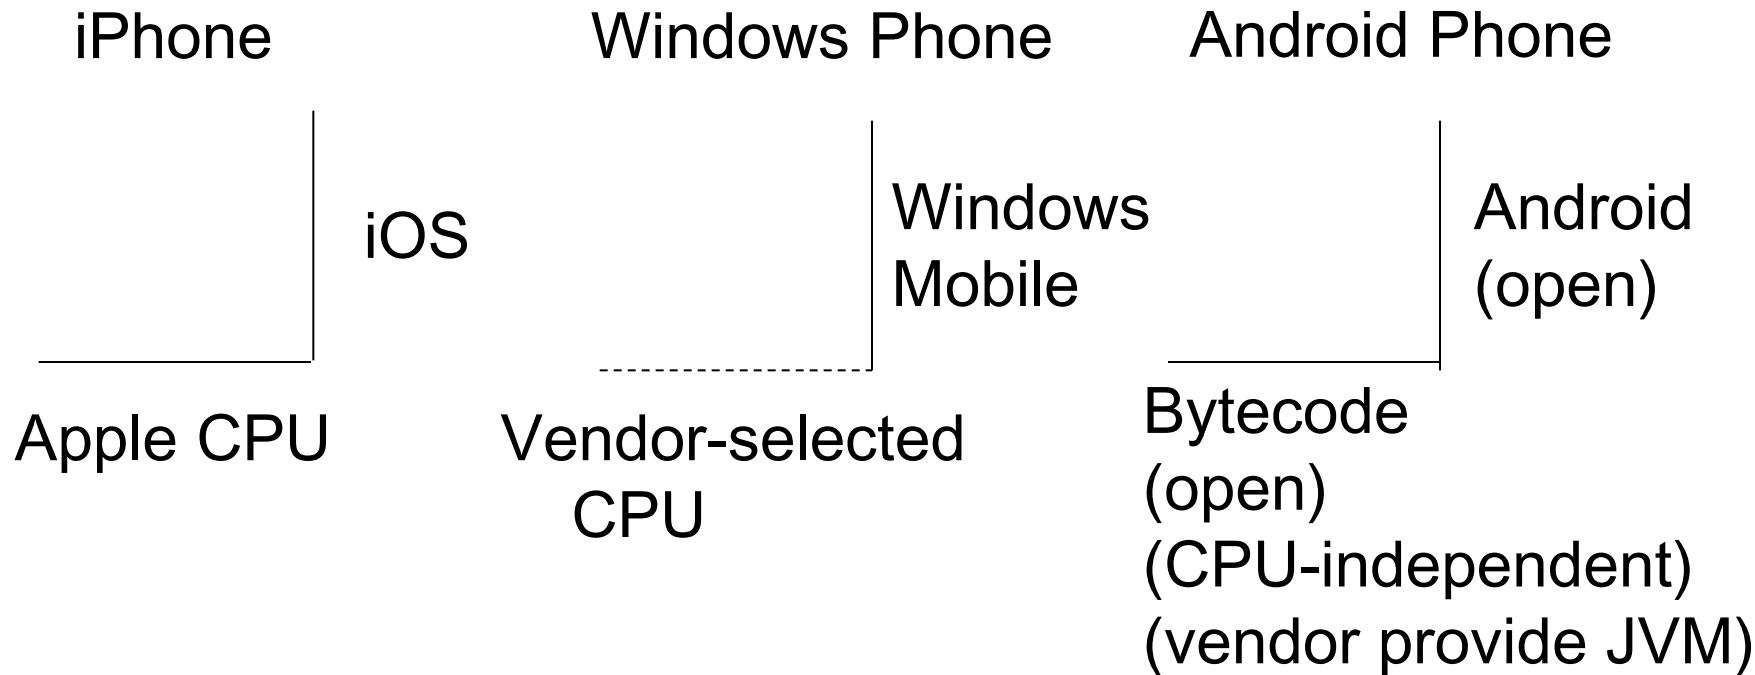 iPhone
iOS
Apple CPU
Windows Phone
Windows
Mobile
Vendor-selected
CPU
Android Phone
Android
(open)
Bytecode
(open)
(CPU-independent)
(vendor provide JVM)